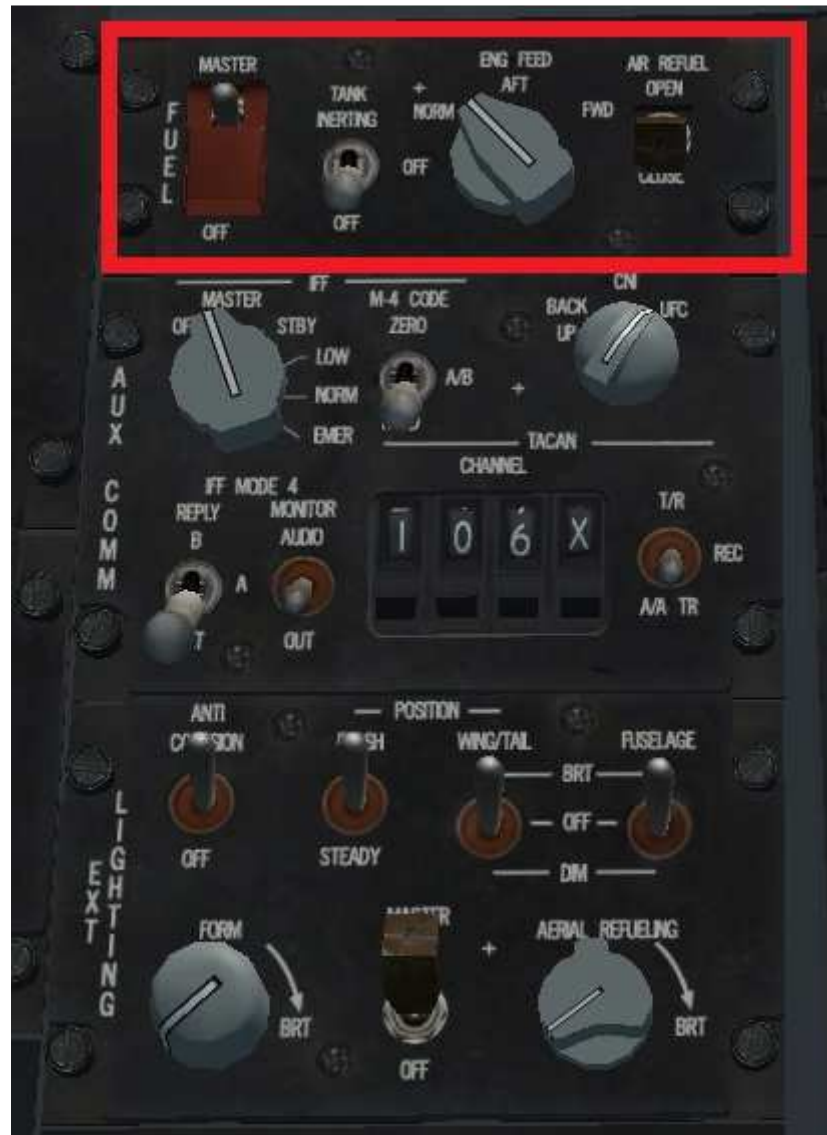 MASTER
FUEL
OFF
TANK
INERTING
OFF
ENG FEED
OFF
NORM
AFT
FWD
AIR REFUEL
OPEN
CLOSE
IFF
MASTER
STBY
LOW
NORM
EMER
M-4 CODE
ZERO
A/B
CNI
BACK
UP
UFC
AUX COMM
IFF MODE 4
REPLY
B
A
MONITOR
AUDIO
OUT
TACAN
CHANNEL
1 0 6 X
T/R
REC
A/A TR
EXT LIGHTING
ANTI
OFF
POSITION
STEADY
WING/TAIL
FUSELAGE
BRT
OFF
DIM
FORM
BRT
MASTER
OFF
AERIAL REFUELING
BRT